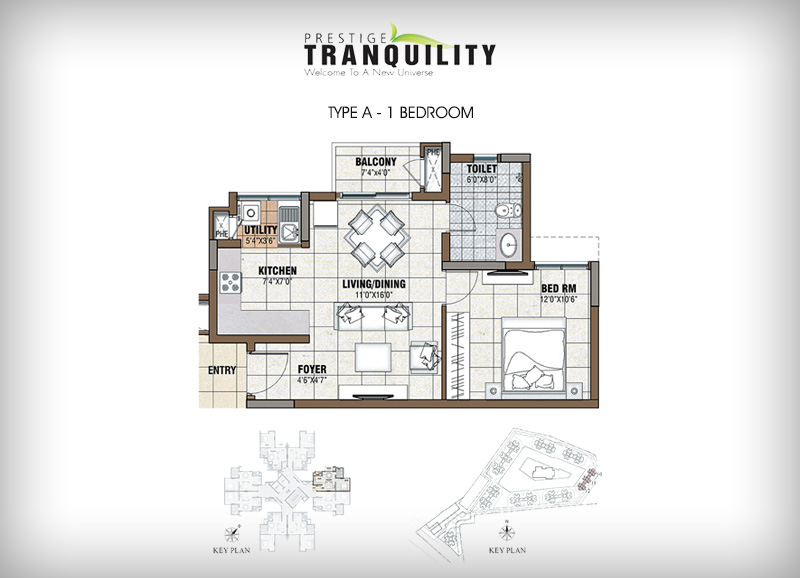 PRESTIGE
TRANQUILITY
Welcome To A New Universe
TYPE A - 1 BEDROOM
BALCONY
7'4"X4'0"
PHE
TOILET
6'0"X8'0"
UTILITY
5'4"X3'6"
X
PHE
KITCHEN
7'4"X7'0"
LIVING/DINING
11'0"X16'0"
BED RM
12'0"X10'6"
ENTRY
FOYER
4'6"X4'7"
KEY PLAN
N
KEY PLAN